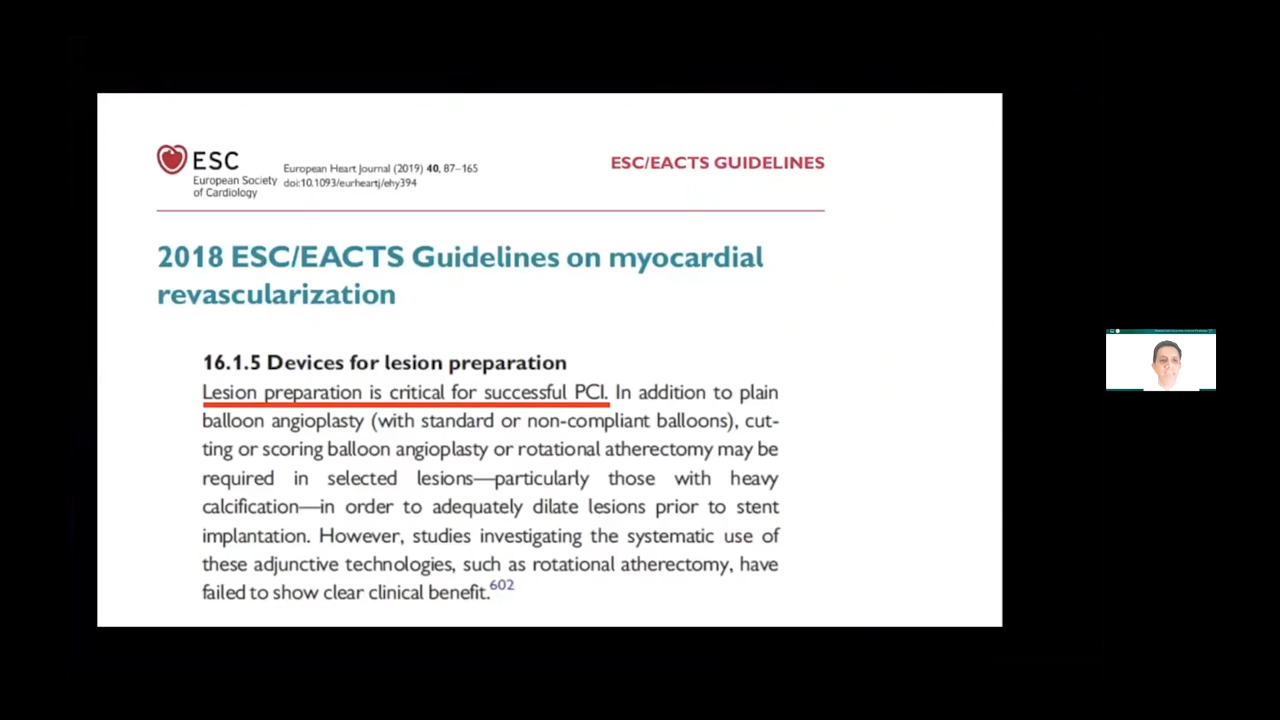 ESC
European Society
of Cardiology
European Heart Journal (2019) 40, 87–165
doi:10.1093/eurheartj/ehy394
ESC/EACTS GUIDELINES
2018 ESC/EACTS Guidelines on myocardial
revascularization
16.1.5 Devices for lesion preparation
Lesion preparation is critical for successful PCI. In addition to plain
balloon angioplasty (with standard or non-compliant balloons), cut-
ting or scoring balloon angioplasty or rotational atherectomy may be
required in selected lesions—particularly those with heavy
calcification—in order to adequately dilate lesions prior to stent
implantation. However, studies investigating the systematic use of
these adjunctive technologies, such as rotational atherectomy, have
failed to show clear clinical benefit.602